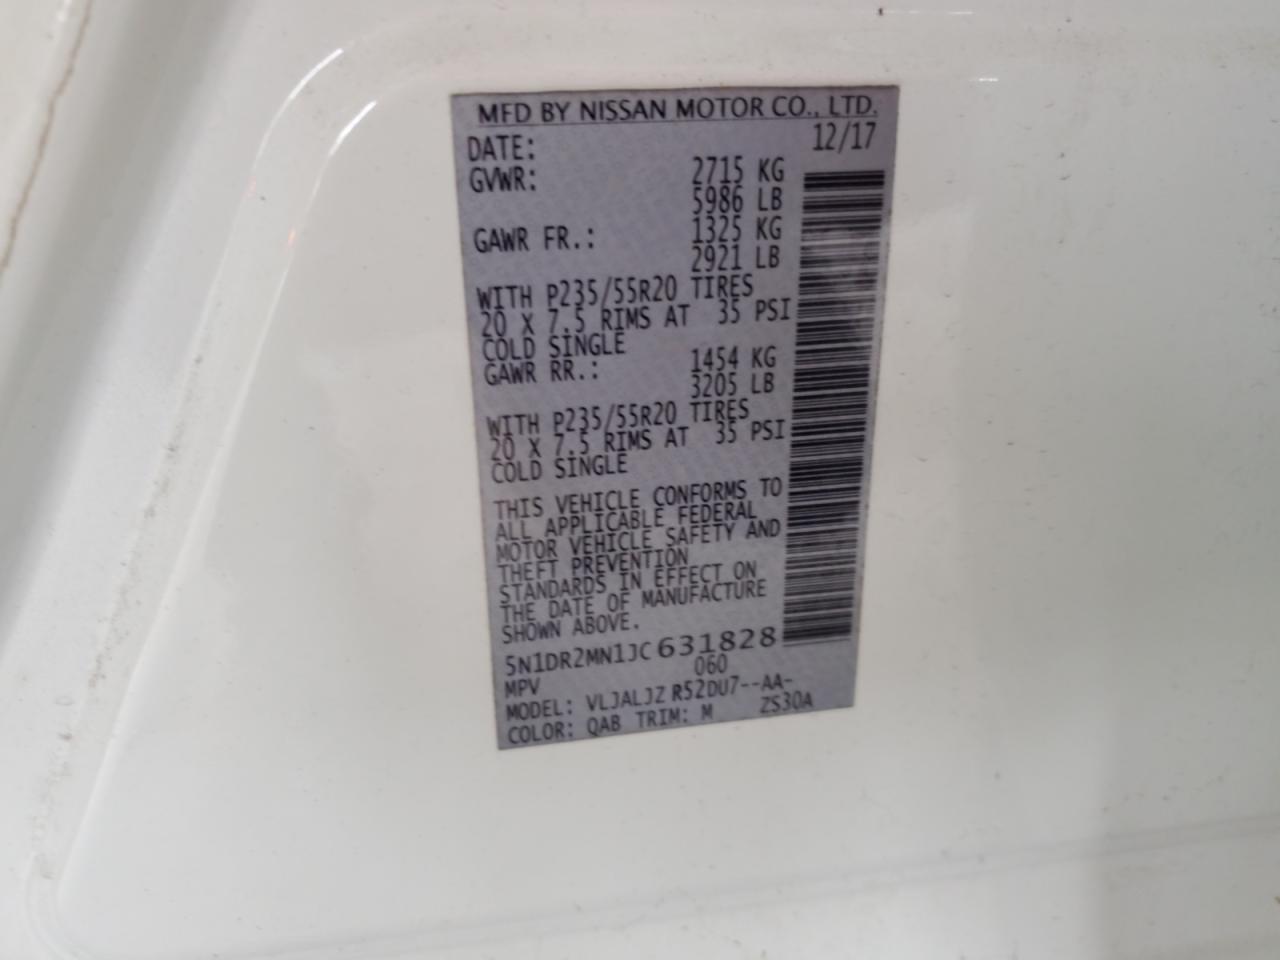 MFD BY NISSAN MOTOR CO., LTD.
DATE: 12/17
GVWR: 2715 KG
5986 LB
GAWR FR.: 1325 KG
2921 LB
WITH P235/55R20 TIRES
20 X 7.5 RIMS AT 35 PSI
COLD SINGLE
GAWR RR.: 1454 KG
3205 LB
WITH P235/55R20 TIRES
20 X 7.5 RIMS AT 35 PSI
COLD SINGLE
THIS VEHICLE CONFORMS TO
ALL APPLICABLE FEDERAL
MOTOR VEHICLE SAFETY AND
THEFT PREVENTION
STANDARDS IN EFFECT ON
THE DATE OF MANUFACTURE
SHOWN ABOVE.
5N1DR2MN1JC631828
MPV 060
MODEL: VLJALJZ R52DU7--AA-
COLOR: QAB TRIM: M ZS30A